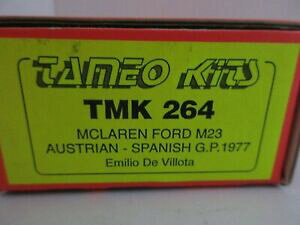 TAMEO KITS
TMK 264
MCLAREN FORD M23
AUSTRIAN - SPANISH G.P.1977
Emilio De Villota